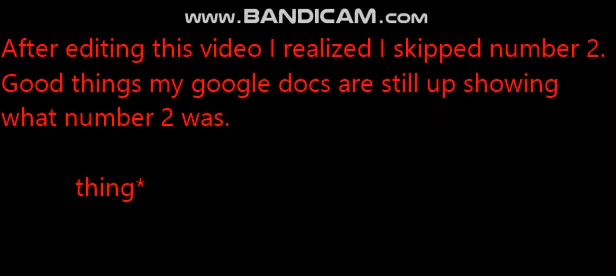 www.BANDICAM.com
After editing this video I realized I skipped number 2.
Good things my google docs are still up showing
what number 2 was.
thing*